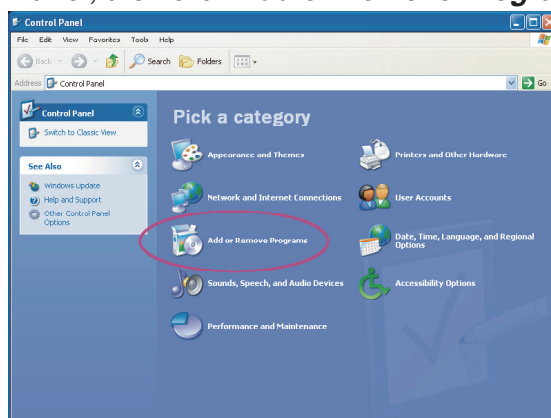 Control Panel
File Edit View Favorites Tools Help
Back Search Folders
Address Control Panel Go
Control Panel
Switch to Classic View
See Also
Windows Update
Help and Support
Other Control Panel
Options
Pick a category
Appearance and Themes
Printers and Other Hardware
Network and Internet Connections
User Accounts
Add or Remove Programs
Date, Time, Language, and Regional
Options
Sounds, Speech, and Audio Devices
Accessibility Options
Performance and Maintenance